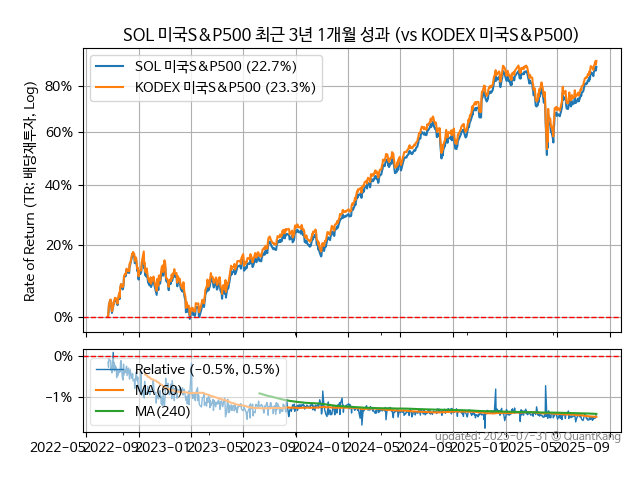 SOL 미국S&P500 최근 3년 1개월 성과 (vs KODEX 미국S&P500)
SOL 미국S&P500 (22.7%)
KODEX 미국S&P500 (23.3%)
Rate of Return (TR; 배당재투자, Log)
80%
60%
40%
20%
0%
0%
−1%
Relative (−0.5%, 0.5%)
MA(60)
MA(240)
updated: 2025-07-31 © QuantKang
2022-05 2022-09 2023-01 2023-05 2023-09 2024-01 2024-05 2024-09 2025-01 2025-05 2025-09